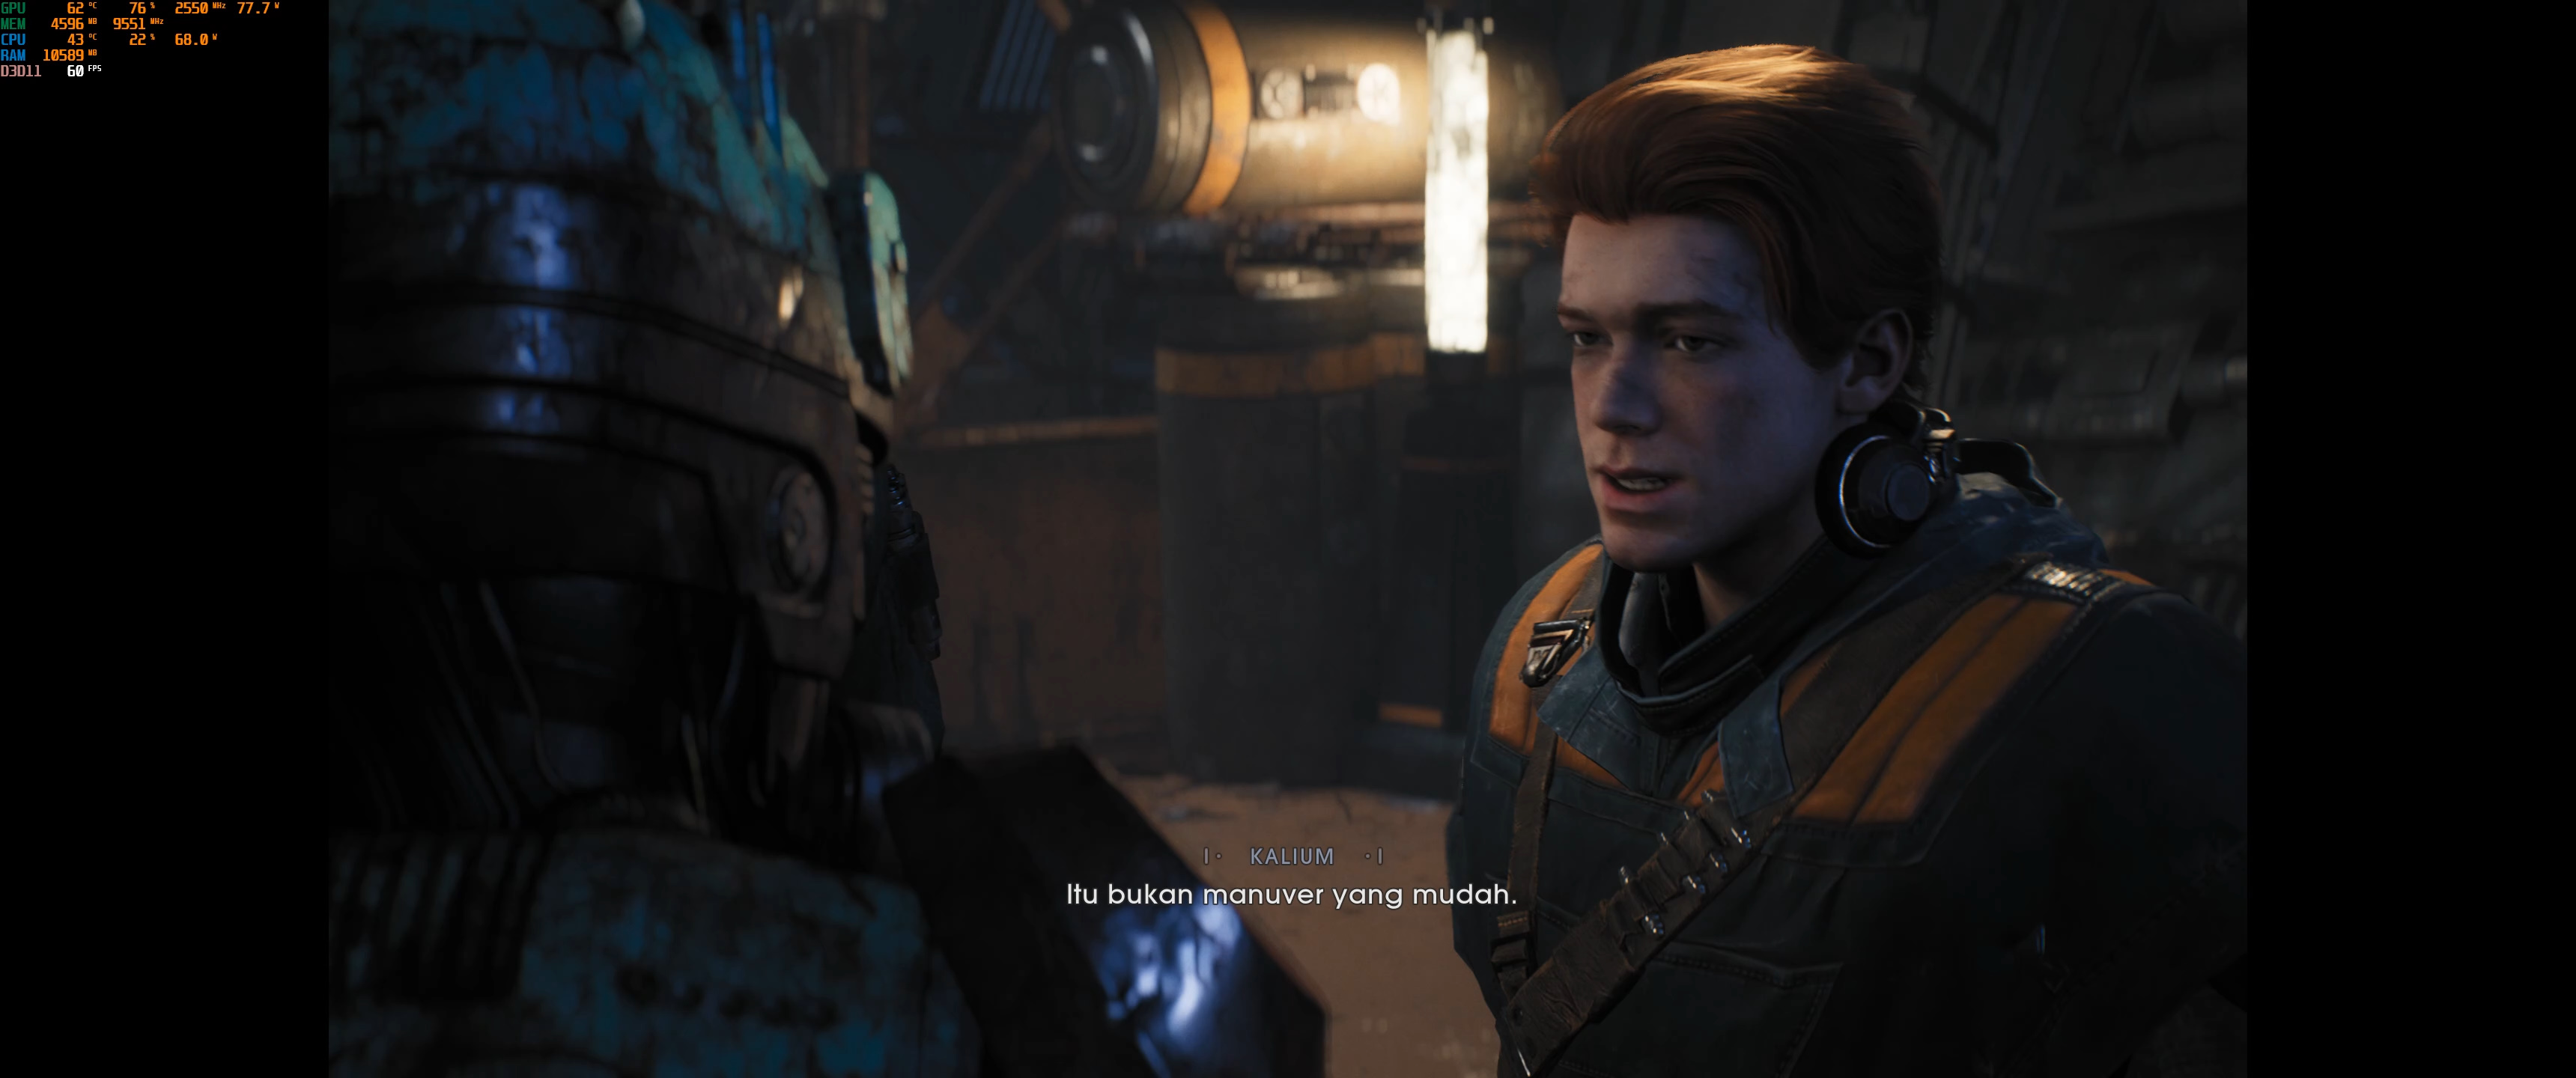 GPU 62 °C 76 % 2550 MHz 77.7 W
MEM 4596 MB 9551 MHz
CPU 43 °C 22 % 68.0 W
RAM 10589 MB
D3D11 60 FPS
KALIUM
Itu bukan manuver yang mudah.